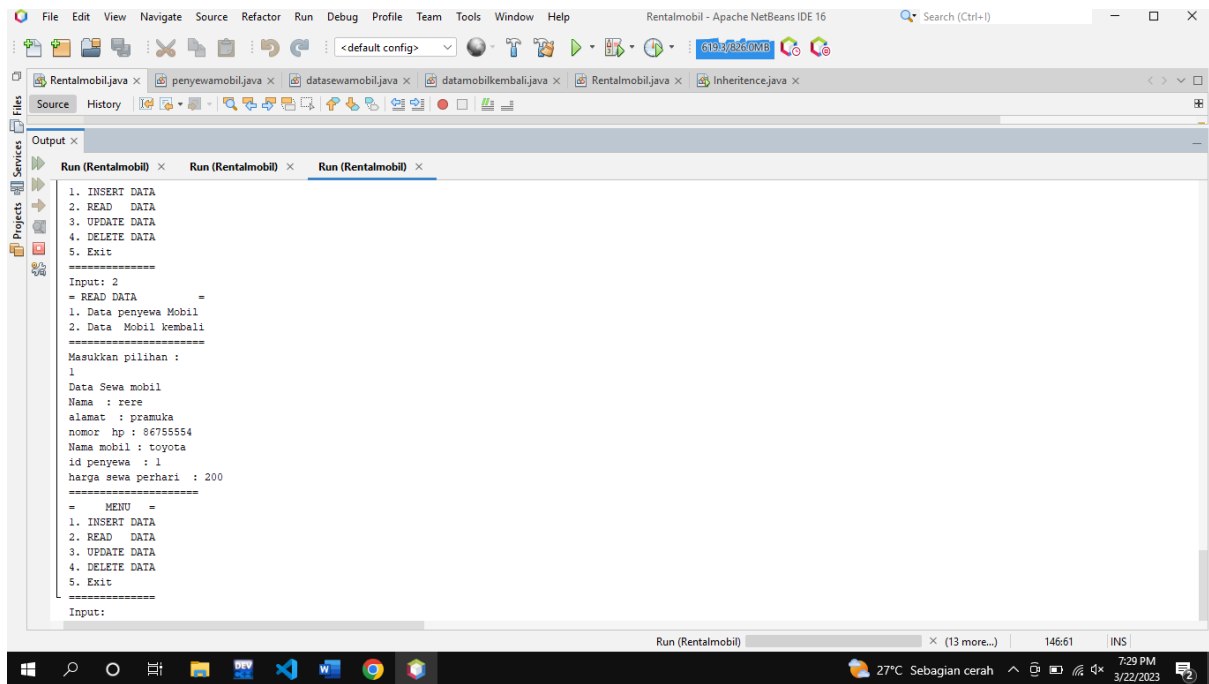 File Edit View Navigate Source Refactor Run Debug Profile Team Tools Window Help Rentalmobil - Apache NetBeans IDE 16 Search (Ctrl+I)
<default config> 619.3/826.0MB
Rentalmobil.java penyewamobil.java datasewamobil.java datamobilkembali.java Rentalmobil.java Inheritence.java
Source History
Files
Services
Projects
Output
Run (Rentalmobil) Run (Rentalmobil) Run (Rentalmobil)
1. INSERT DATA
2. READ   DATA
3. UPDATE DATA
4. DELETE DATA
5. Exit
==============
Input: 2
= READ DATA          =
1. Data penyewa Mobil
2. Data  Mobil kembali
======================
Masukkan pilihan :
1
Data Sewa mobil
Nama  : rere
alamat  : pramuka
nomor  hp : 86755554
Nama mobil : toyota
id penyewa  : 1
harga sewa perhari  : 200
=====================
=     MENU   =
1. INSERT DATA
2. READ   DATA
3. UPDATE DATA
4. DELETE DATA
5. Exit
==============
Input:
Run (Rentalmobil) (13 more...) 146:61 INS
DEV 27°C Sebagian cerah 7:29 PM
3/22/2023 2